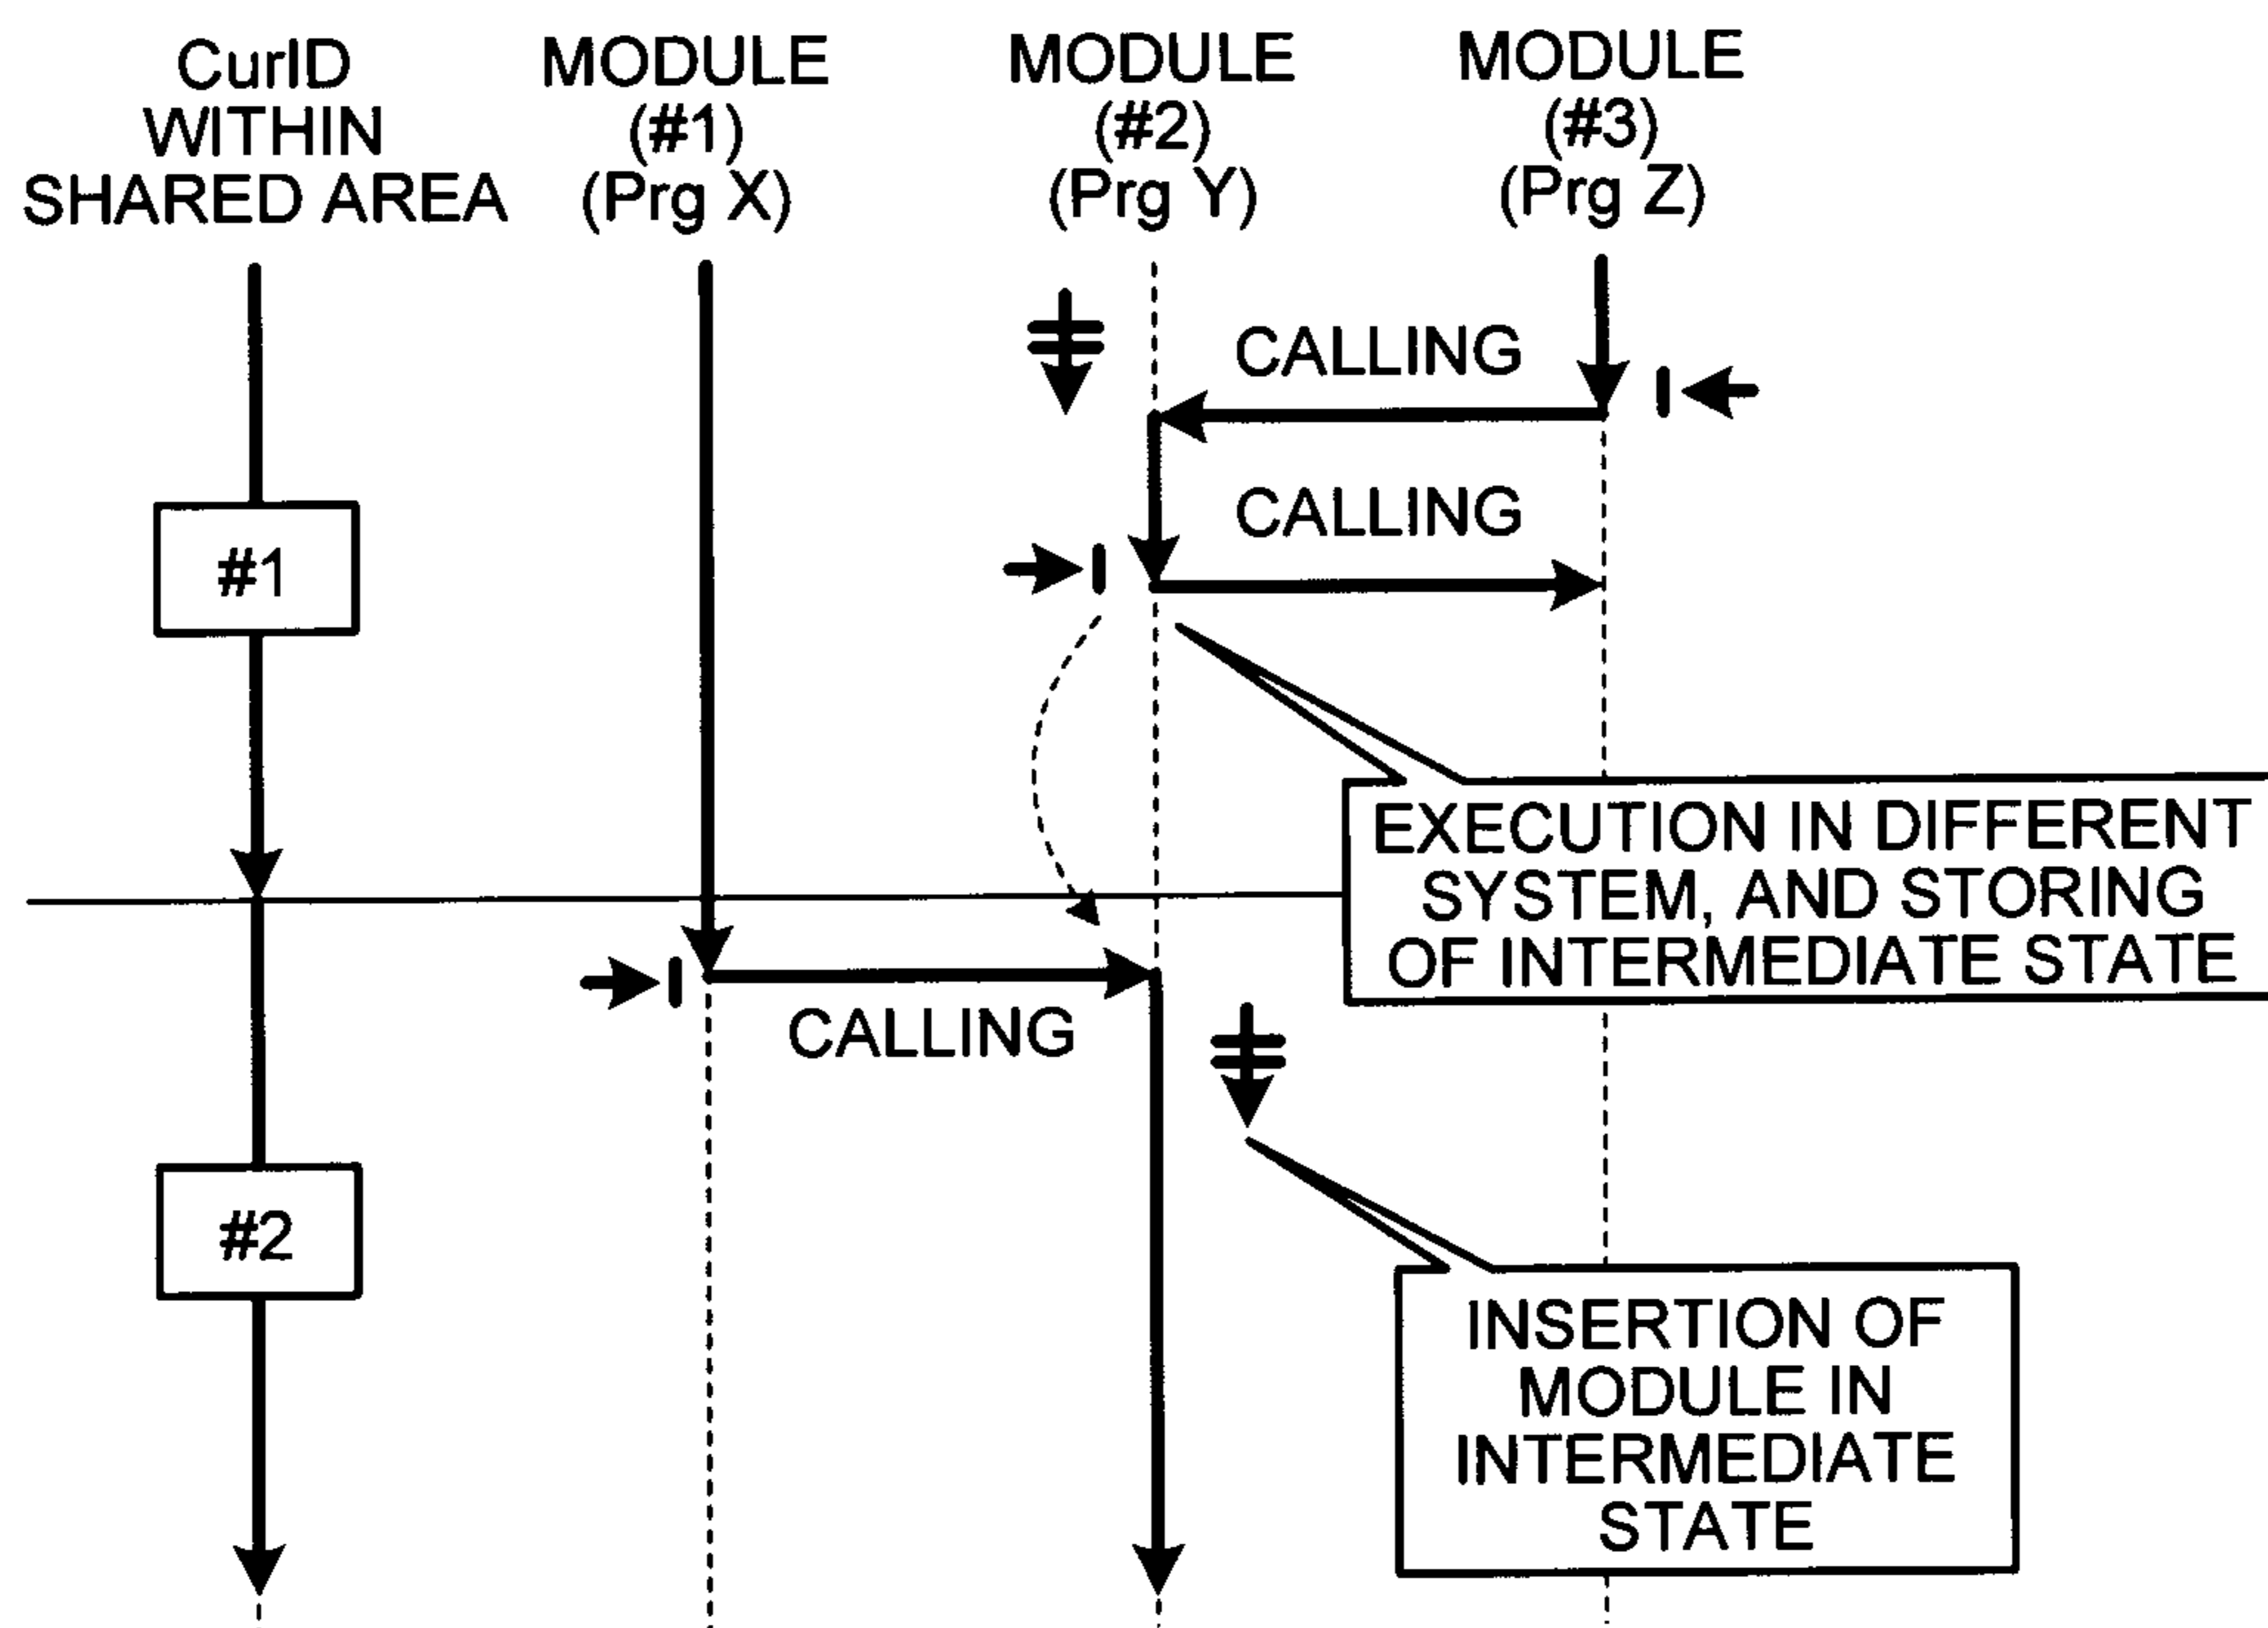 CurID
WITHIN
SHARED AREA
MODULE
(#1)
(Prg X)
MODULE
(#2)
(Prg Y)
MODULE
(#3)
(Prg Z)
CALLING
CALLING
#1
EXECUTION IN DIFFERENT
SYSTEM, AND STORING
OF INTERMEDIATE STATE
CALLING
#2
INSERTION OF
MODULE IN
INTERMEDIATE
STATE